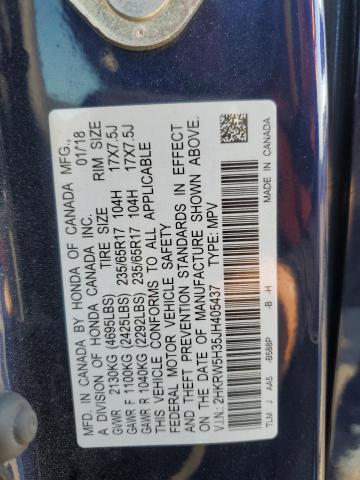 MFD. IN CANADA BY HONDA OF CANADA MFG.,
A DIVISION OF HONDA CANADA INC. 01/18
TIRE SIZE RIM SIZE
GVWR 2130KG (4695LBS)
GAWR F 1100KG (2425LBS) 235/65R17 104H 17X7.5J
GAWR R 1040KG (2292LBS) 235/65R17 104H 17X7.5J
THIS VEHICLE CONFORMS TO ALL APPLICABLE
FEDERAL MOTOR VEHICLE SAFETY
AND THEFT PREVENTION STANDARDS IN EFFECT
ON THE DATE OF MANUFACTURE SHOWN ABOVE.
V.I.N.: 2HKRW5H35JH405437 TYPE: MPV
TLM J AA5 -B588P -B -H MADE IN CANADA